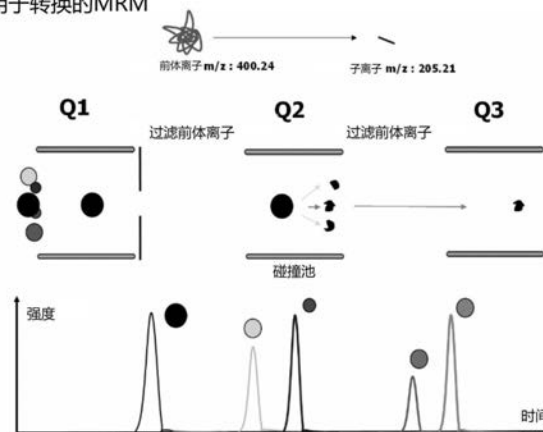 用于转换的MRM
前体离子 m/z : 400.24
子离子 m/z : 205.21
Q1
Q2
Q3
过滤前体离子
过滤前体离子
碰撞池
强度
时间